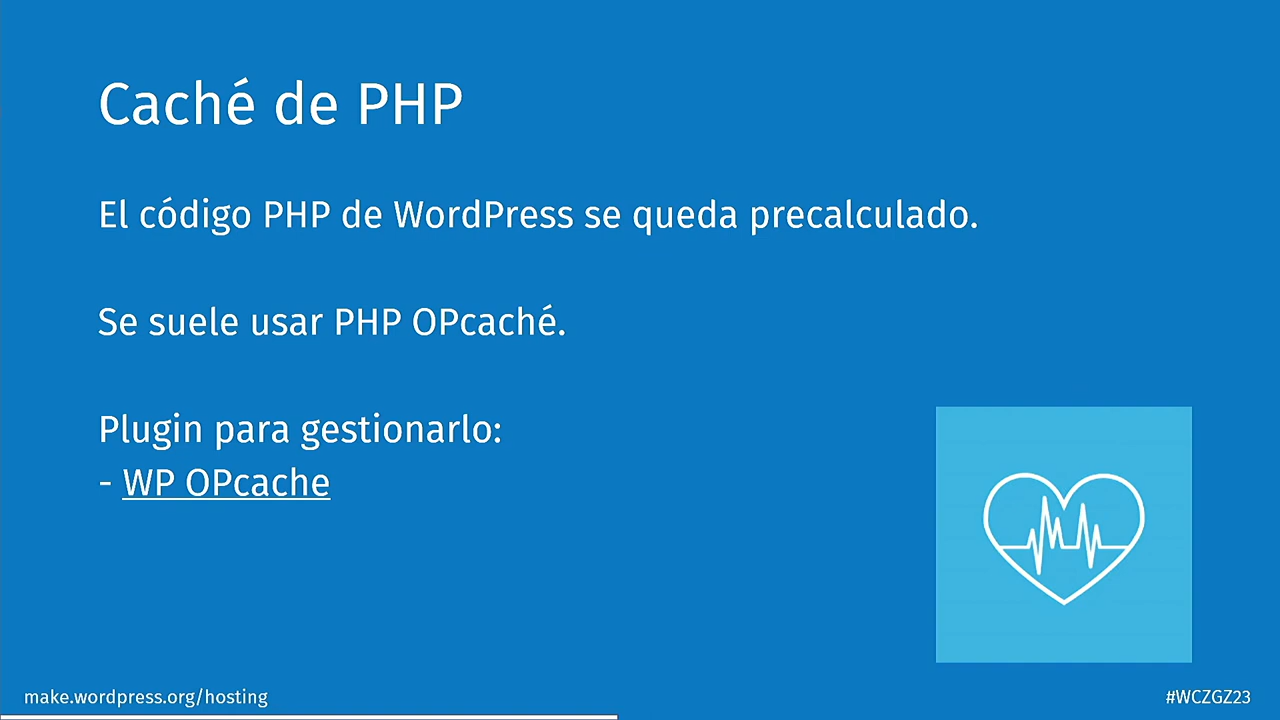 Caché de PHP
El código PHP de WordPress se queda precalculado.
Se suele usar PHP OPcaché.
Plugin para gestionarlo:
- WP OPcache
make.wordpress.org/hosting
#WCZGZ23